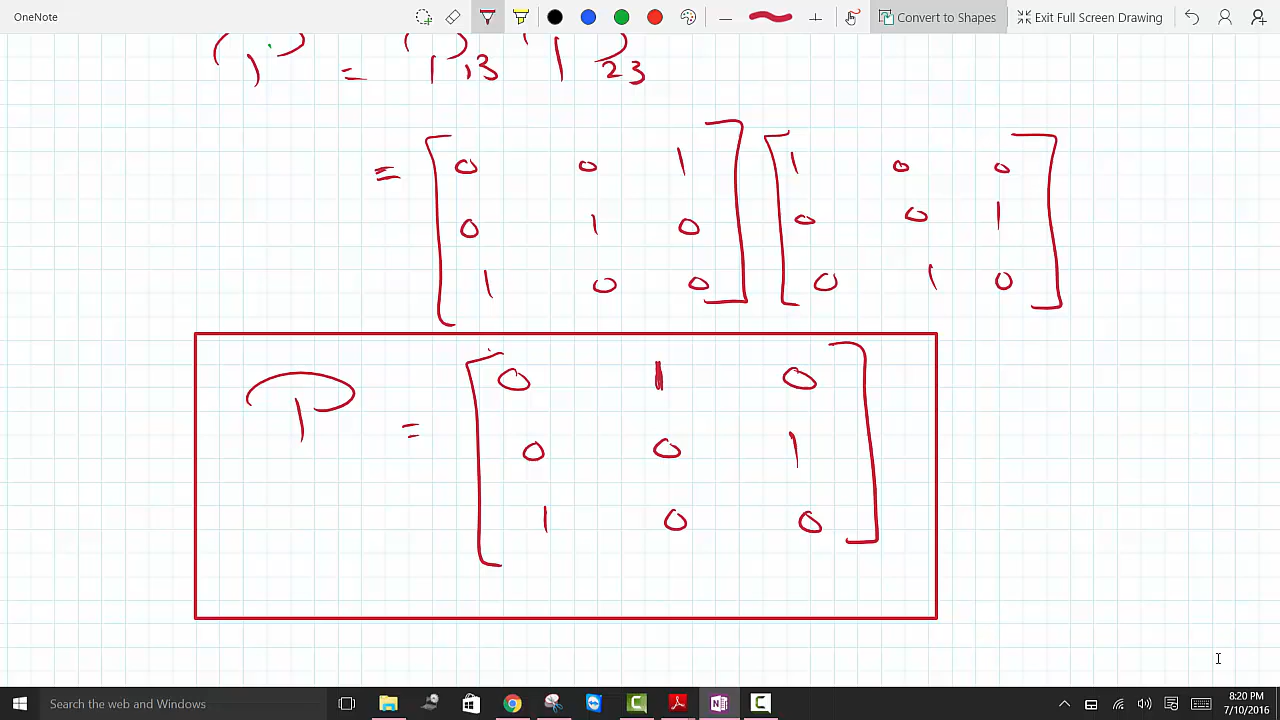 OneNote
Convert to Shapes Exit Full Screen Drawing
P = P13 P23
= [ 0 0 1 ] [ 1 0 0 ]
0 1 0 0 0 1
1 0 0 0 1 0
P = [ 0 1 0 ]
0 0 1
1 0 0
Search the web and Windows
8:20 PM
7/10/2016